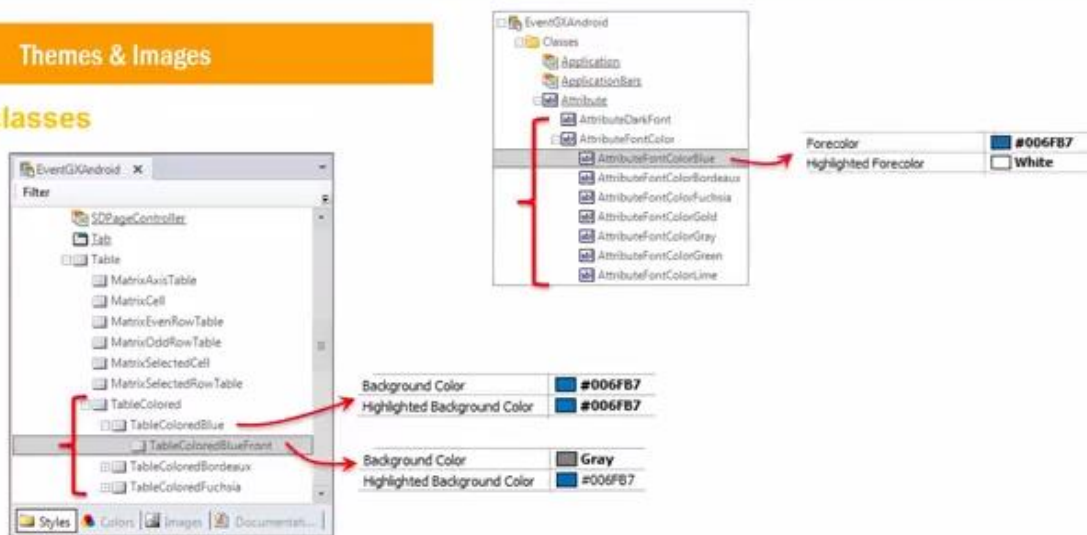 Themes & Images
lasses
EventGXAndroid X
Filter
SDPageController
Tab
Table
MatrixAxisTable
MatrixCell
MatrixEvenRowTable
MatrixOddRowTable
MatrixSelectedCell
MatrixSelectedRowTable
TableColored
TableColoredBlue
TableColoredBlueFront
TableColoredBordeaux
TableColoredFuchsia
Styles Colors Images Documentati...
EventGXAndroid
Classes
Application
ApplicationBars
Attribute
AttributeDarkFont
AttributeFontColor
AttributeFontColorBlue
AttributeFontColorBordeaux
AttributeFontColorFuchsia
AttributeFontColorGold
AttributeFontColorGray
AttributeFontColorGreen
AttributeFontColorLime
Forecolor #006FB7
Highlighted Forecolor White
Background Color #006FB7
Highlighted Background Color #006FB7
Background Color Gray
Highlighted Background Color #006FB7